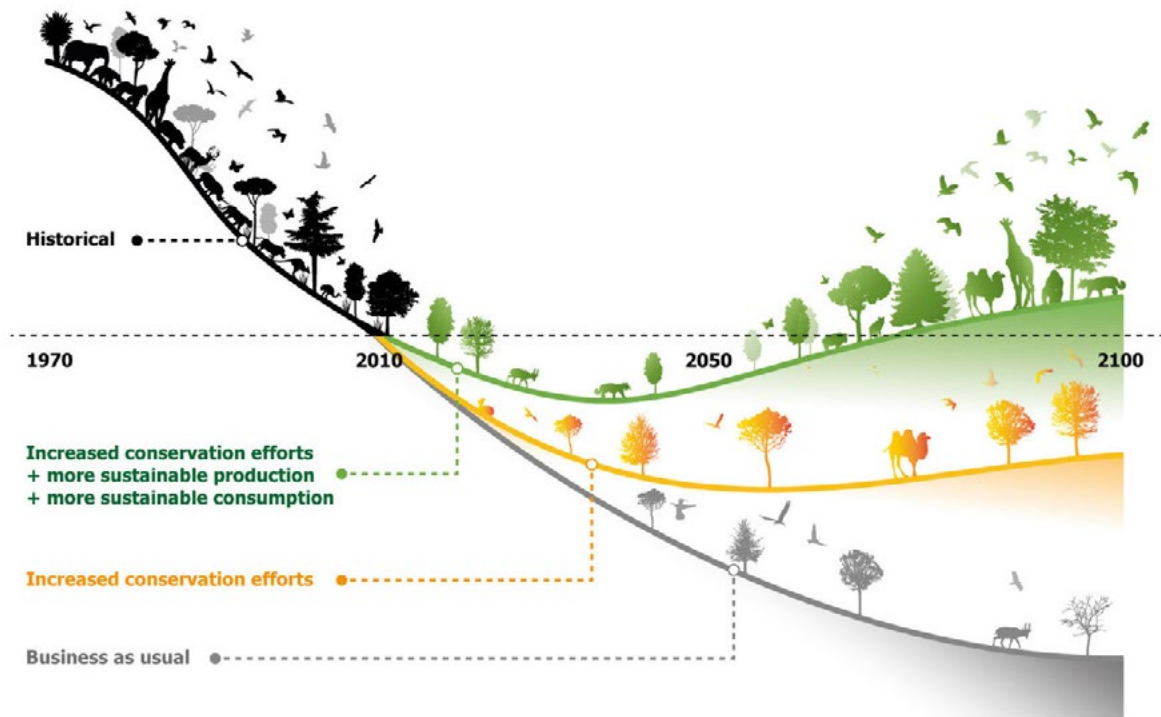 Historical
1970
2010
2050
2100
Increased conservation efforts
+ more sustainable production
+ more sustainable consumption
Increased conservation efforts
Business as usual